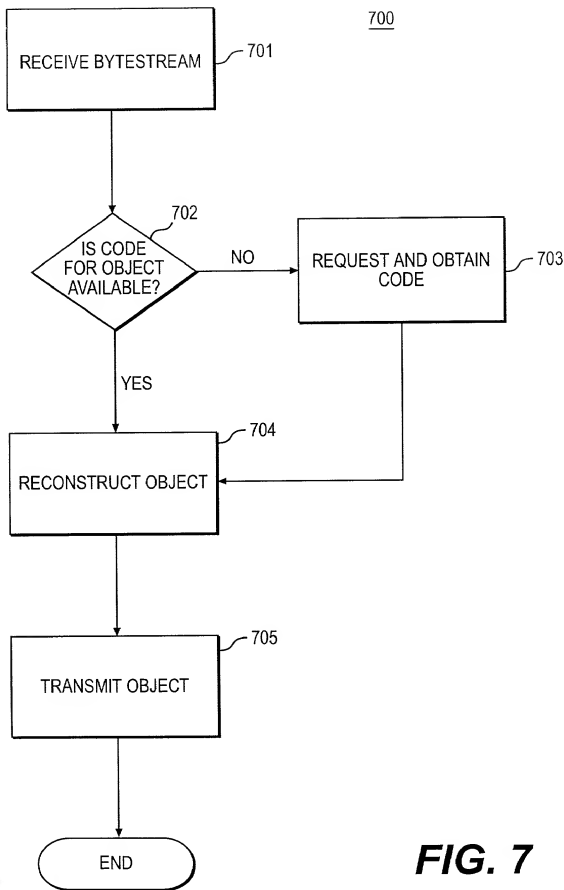 700
RECEIVE BYTESTREAM
701
702
IS CODE
FOR OBJECT
AVAILABLE?
NO
REQUEST AND OBTAIN
CODE
703
YES
704
RECONSTRUCT OBJECT
705
TRANSMIT OBJECT
END
FIG. 7